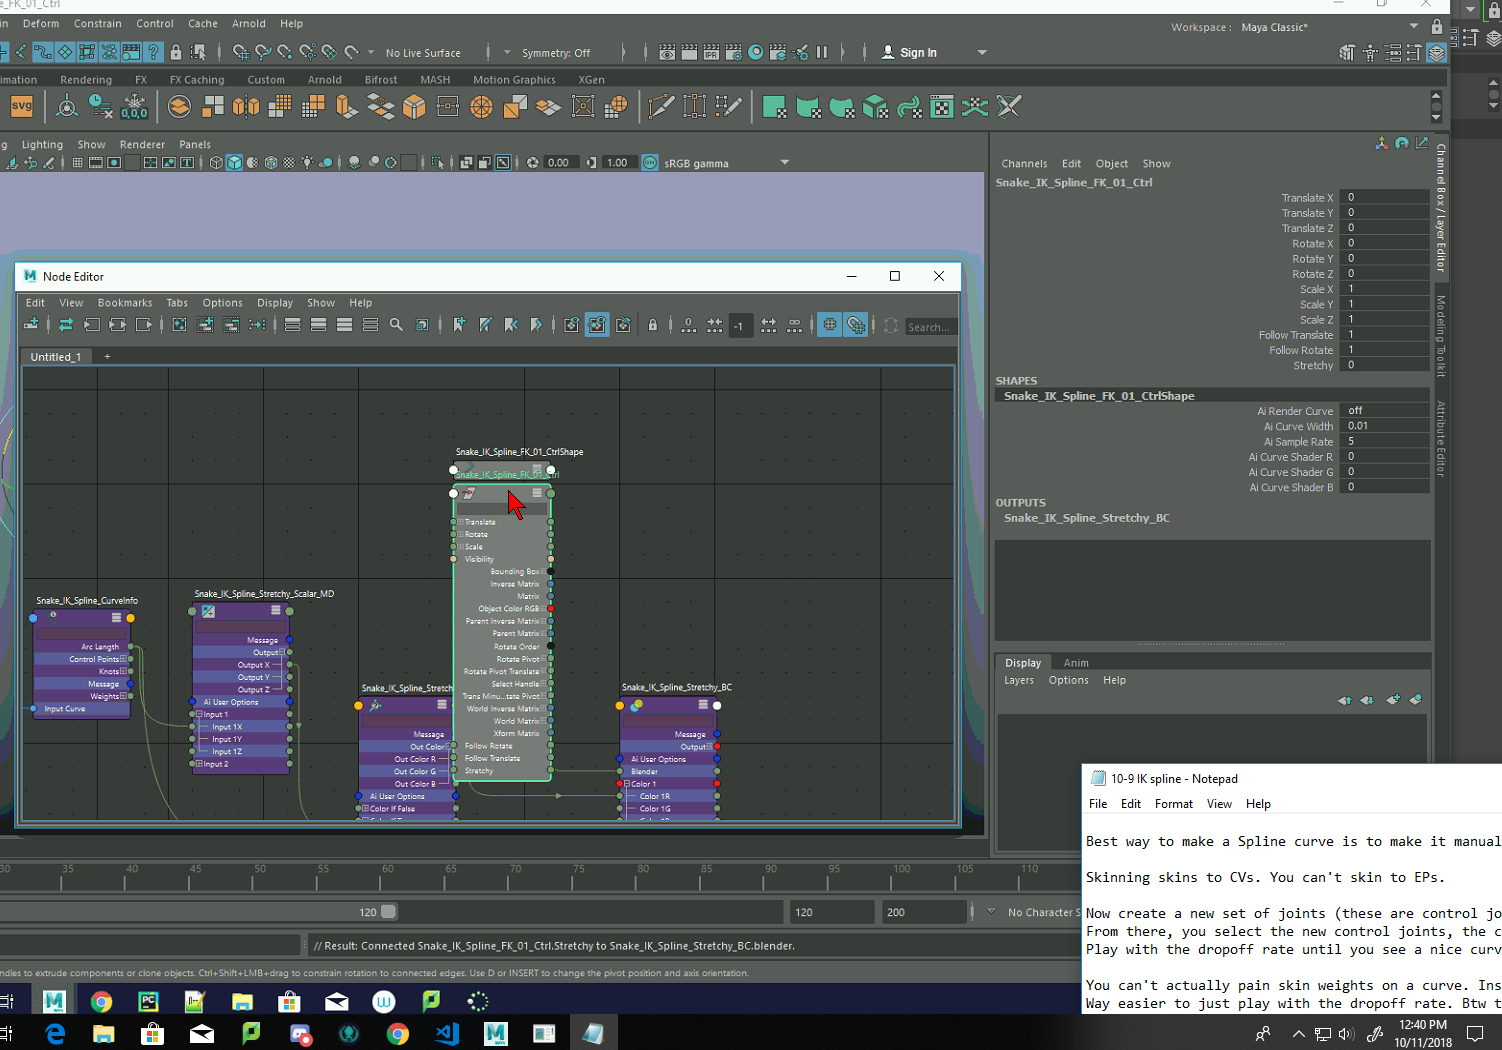 e_FK_01_Ctrl
in Deform Constrain Control Cache Arnold Help
Workspace : Maya Classic*
No Live Surface Symmetry: Off Sign In
imation Rendering FX FX Caching Custom Arnold Bifrost MASH Motion Graphics XGen
svg 0,0,0
g Lighting Show Renderer Panels
0.00 1.00 ON sRGB gamma
Channels Edit Object Show
Snake_IK_Spline_FK_01_Ctrl
Translate X 0
Translate Y 0
Translate Z 0
Rotate X 0
Rotate Y 0
Rotate Z 0
Scale X 1
Scale Y 1
Scale Z 1
Follow Translate 1
Follow Rotate 1
Stretchy 0
SHAPES
Snake_IK_Spline_FK_01_CtrlShape
Ai Render Curve off
Ai Curve Width 0.01
Ai Sample Rate 5
Ai Curve Shader R 0
Ai Curve Shader G 0
Ai Curve Shader B 0
OUTPUTS
Snake_IK_Spline_Stretchy_BC
Channel Box / Layer Editor
Modeling Toolkit
Attribute Editor
Display Anim
Layers Options Help
M Node Editor
Edit View Bookmarks Tabs Options Display Show Help
0 -1 Search...
Untitled_1 +
Snake_IK_Spline_FK_01_CtrlShape
Snake_IK_Spline_FK_01_Ctrl
Translate
Rotate
Scale
Visibility
Bounding Box
Inverse Matrix
Matrix
Object Color RGB
Parent Inverse Matrix
Parent Matrix
Rotate Order
Rotate Pivot
Rotate Pivot Translate
Select Handle
Trans Minu...tate Pivot
World Inverse Matrix
World Matrix
Xform Matrix
Follow Rotate
Follow Translate
Stretchy
Snake_IK_Spline_CurveInfo
Arc Length
Control Points
Knots
Message
Weights
Input Curve
Snake_IK_Spline_Stretchy_Scalar_MD
Message
Output
Output X
Output Y
Output Z
Ai User Options
Input 1
Input 1X
Input 1Y
Input 1Z
Input 2
Snake_IK_Spline_Stretch
Message
Out Color
Out Color R
Out Color G
Out Color B
Ai User Options
Color If False
Snake_IK_Spline_Stretchy_BC
Message
Output
Ai User Options
Blender
Color 1
Color 1R
Color 1G
30 35 40 45 50 55 60 65 70 75 80 85 90 95 100 105 110
120 120 200 No Character S
// Result: Connected Snake_IK_Spline_FK_01_Ctrl.Stretchy to Snake_IK_Spline_Stretchy_BC.blender.
ndles to extrude components or clone objects. Ctrl+Shift+LMB+drag to constrain rotation to connected edges. Use D or INSERT to change the pivot position and axis orientation.
10-9 IK spline - Notepad
File Edit Format View Help
Best way to make a Spline curve is to make it manual
Skinning skins to CVs. You can't skin to EPs.
Now create a new set of joints (these are control jo
From there, you select the new control joints, the c
Play with the dropoff rate until you see a nice curv
You can't actually pain skin weights on a curve. Ins
Way easier to just play with the dropoff rate. Btw t
12:40 PM
10/11/2018